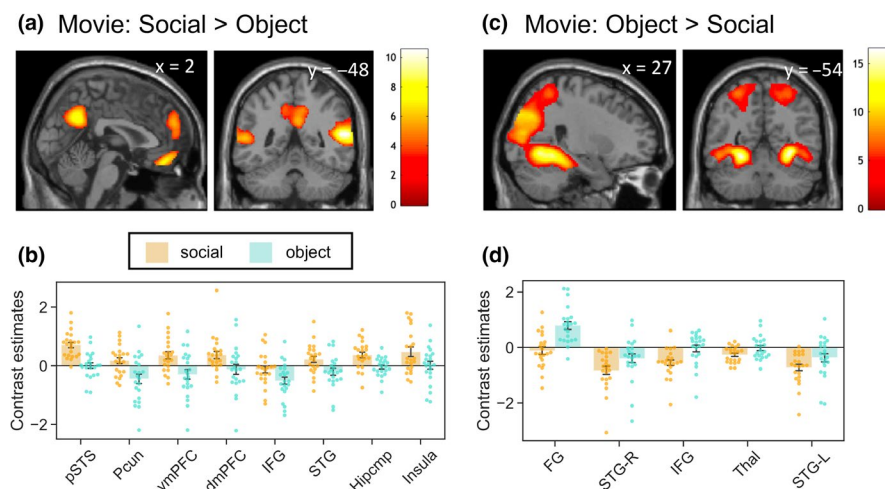 (a) Movie: Social > Object
x = 2
y = –48
10
8
6
4
2
0
(c) Movie: Object > Social
x = 27
y = –54
15
10
5
0
(b)
social
object
Contrast estimates
2
0
−2
pSTS
Pcun
vmPFC
dmPFC
IFG
STG
Hipcmp
Insula
(d)
Contrast estimates
2
0
−2
FG
STG-R
IFG
Thal
STG-L